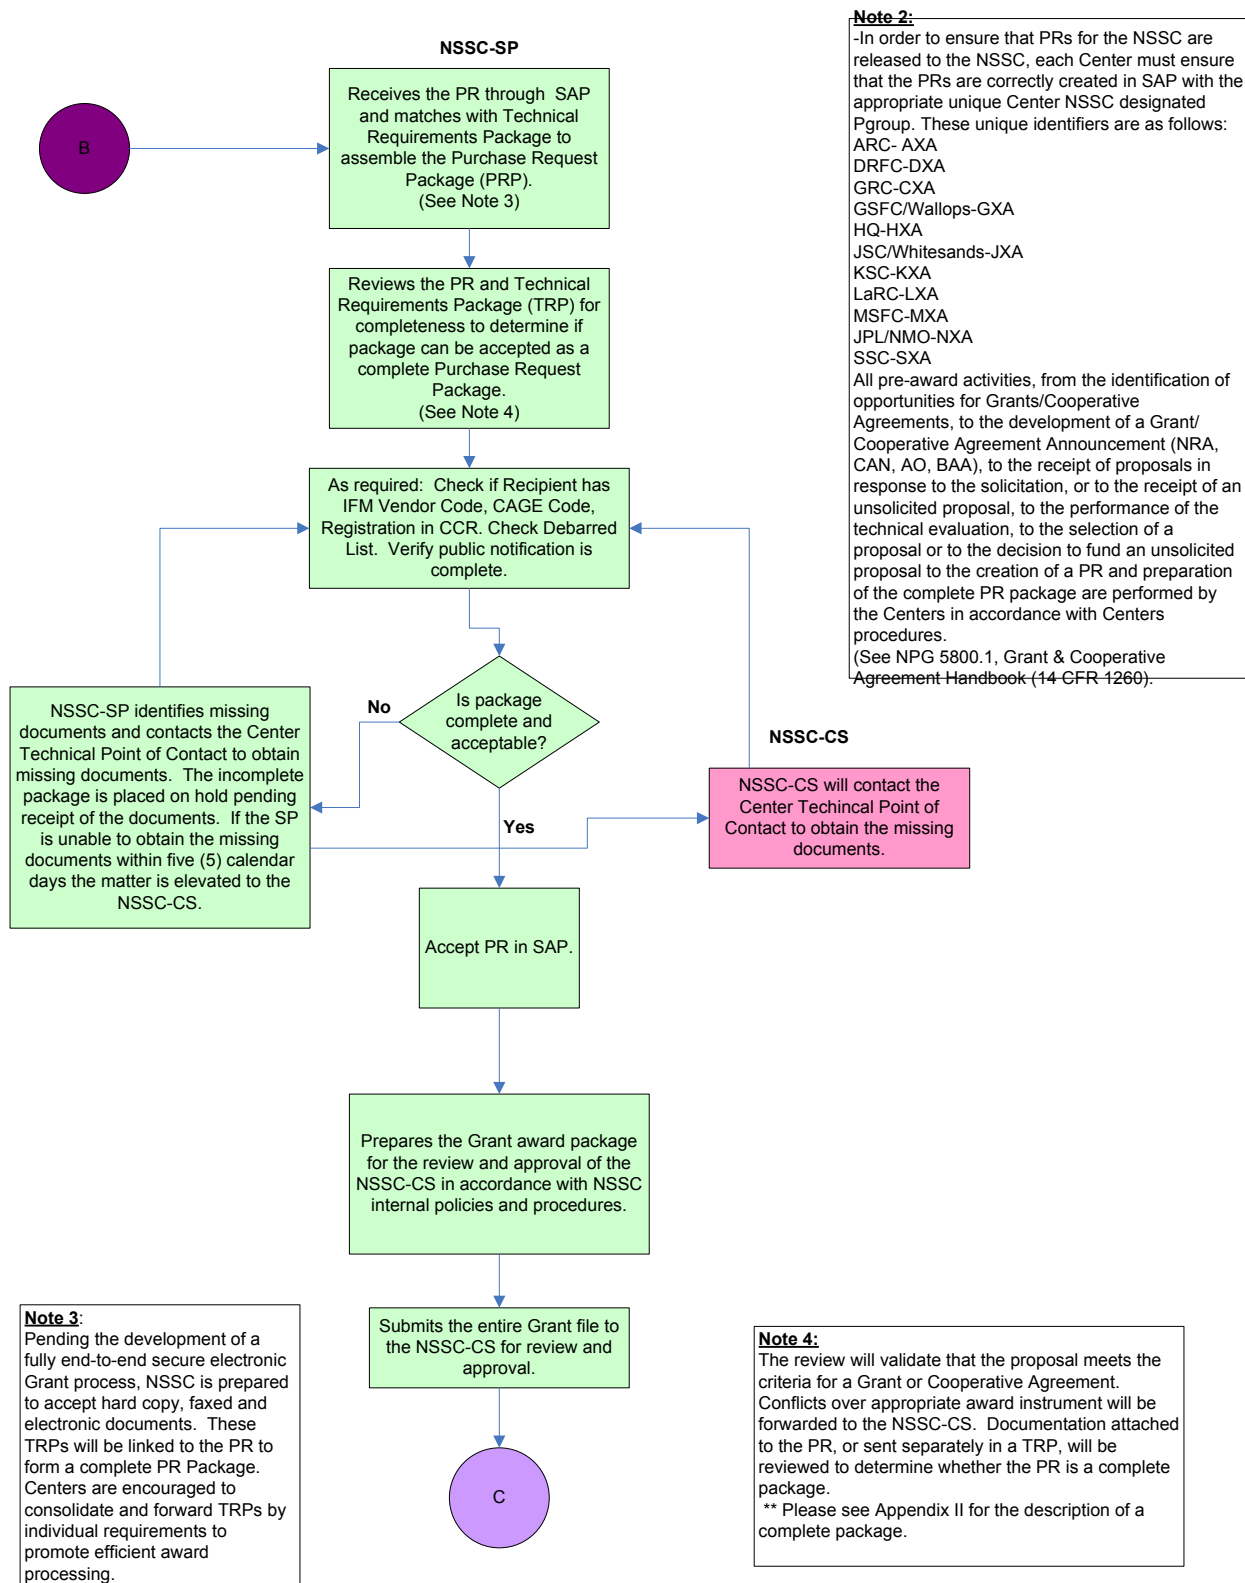 NSSC-SP
B
Receives the PR through SAP
and matches with Technical
Requirements Package to
assemble the Purchase Request
Package (PRP).
(See Note 3)
Reviews the PR and Technical
Requirements Package (TRP) for
completeness to determine if
package can be accepted as a
complete Purchase Request
Package.
(See Note 4)
As required: Check if Recipient has
IFM Vendor Code, CAGE Code,
Registration in CCR. Check Debarred
List. Verify public notification is
complete.
Is package
complete and
acceptable?
No
Yes
NSSC-SP identifies missing
documents and contacts the Center
Technical Point of Contact to obtain
missing documents. The incomplete
package is placed on hold pending
receipt of the documents. If the SP
is unable to obtain the missing
documents within five (5) calendar
days the matter is elevated to the
NSSC-CS.
NSSC-CS
NSSC-CS will contact the
Center Techincal Point of
Contact to obtain the missing
documents.
Accept PR in SAP.
Prepares the Grant award package
for the review and approval of the
NSSC-CS in accordance with NSSC
internal policies and procedures.
Submits the entire Grant file to
the NSSC-CS for review and
approval.
C
Note 2:
-In order to ensure that PRs for the NSSC are
released to the NSSC, each Center must ensure
that the PRs are correctly created in SAP with the
appropriate unique Center NSSC designated
Pgroup. These unique identifiers are as follows:
ARC- AXA
DRFC-DXA
GRC-CXA
GSFC/Wallops-GXA
HQ-HXA
JSC/Whitesands-JXA
KSC-KXA
LaRC-LXA
MSFC-MXA
JPL/NMO-NXA
SSC-SXA
All pre-award activities, from the identification of
opportunities for Grants/Cooperative
Agreements, to the development of a Grant/
Cooperative Agreement Announcement (NRA,
CAN, AO, BAA), to the receipt of proposals in
response to the solicitation, or to the receipt of an
unsolicited proposal, to the performance of the
technical evaluation, to the selection of a
proposal or to the decision to fund an unsolicited
proposal to the creation of a PR and preparation
of the complete PR package are performed by
the Centers in accordance with Centers
procedures.
(See NPG 5800.1, Grant & Cooperative
Agreement Handbook (14 CFR 1260).
Note 3:
Pending the development of a
fully end-to-end secure electronic
Grant process, NSSC is prepared
to accept hard copy, faxed and
electronic documents. These
TRPs will be linked to the PR to
form a complete PR Package.
Centers are encouraged to
consolidate and forward TRPs by
individual requirements to
promote efficient award
processing.
Note 4:
The review will validate that the proposal meets the
criteria for a Grant or Cooperative Agreement.
Conflicts over appropriate award instrument will be
forwarded to the NSSC-CS. Documentation attached
to the PR, or sent separately in a TRP, will be
reviewed to determine whether the PR is a complete
package.
** Please see Appendix II for the description of a
complete package.